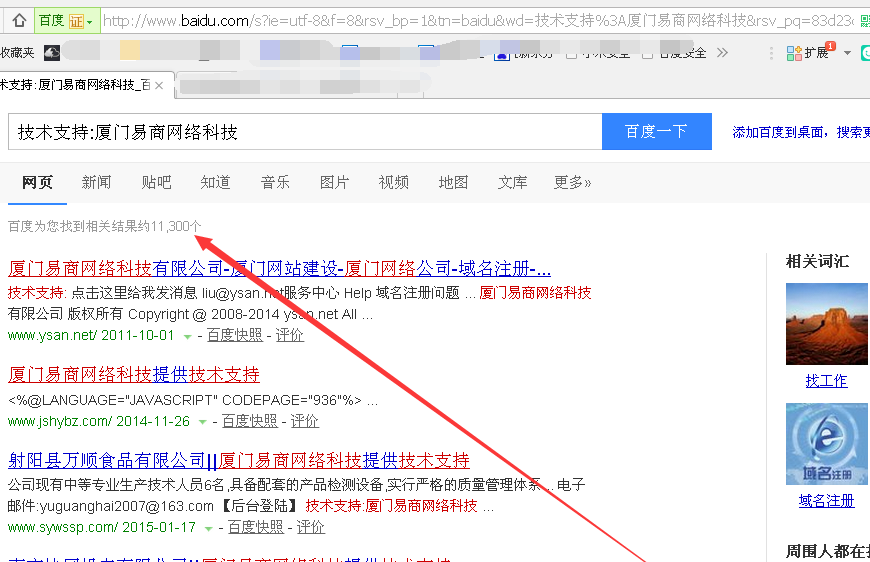 百度 证 http://www.baidu.com/s?ie=utf-8&f=8&rsv_bp=1&tn=baidu&wd=技术支持%3A厦门易商网络科技&rsv_pq=83d23
收藏夹 百度安全 扩展 1
术支持:厦门易商网络科技_百
技术支持:厦门易商网络科技 百度一下 添加百度到桌面，搜索更
网页 新闻 贴吧 知道 音乐 图片 视频 地图 文库 更多»
百度为您找到相关结果约11,300个
厦门易商网络科技有限公司-厦门网站建设-厦门网络公司-域名注册-...
技术支持: 点击这里给我发消息 liu@ysan.net服务中心 Help 域名注册问题 ... 厦门易商网络科技
有限公司 版权所有 Copyright @ 2008-2014 ysan.net All ...
www.ysan.net/ 2011-10-01 - 百度快照 - 评价
厦门易商网络科技提供技术支持
<%@LANGUAGE="JAVASCRIPT" CODEPAGE="936"%> ...
www.jshybz.com/ 2014-11-26 - 百度快照 - 评价
射阳县万顺食品有限公司||厦门易商网络科技提供技术支持
公司现有中等专业生产技术人员6名,具备配套的产品检测设备,实行严格的质量管理体系... 电子
邮件:yuguanghai2007@163.com 【后台登陆】 技术支持:厦门易商网络科技 ...
www.sywssp.com/ 2015-01-17 - 百度快照 - 评价
相关词汇
找工作
域名注册
域名注册
周围人都在搜